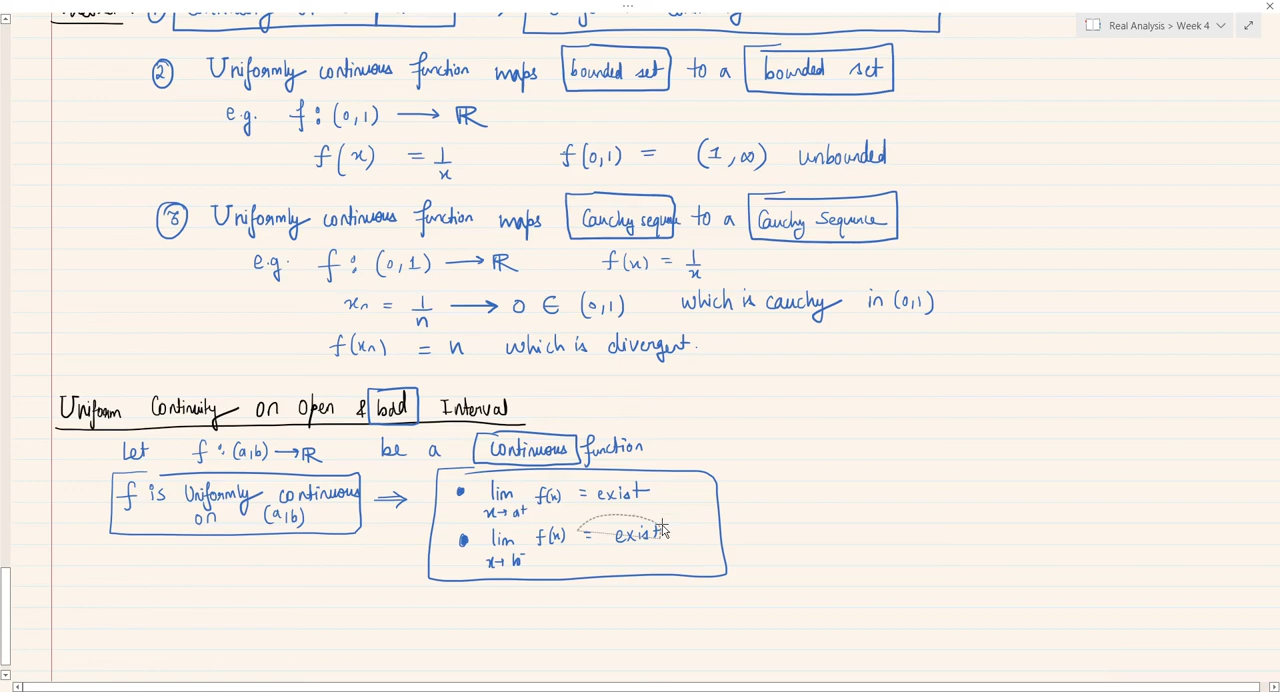 Real Analysis > Week 4
② Uniformly continuous function maps bounded set to a bounded set
e.g. f : (0,1) ⟶ ℝ
f(x) = 1/x f(0,1) = (1,∞) unbounded
③ Uniformly continuous function maps Cauchy sequence to a Cauchy Sequence
e.g. f : (0,1) ⟶ ℝ f(x) = 1/x
xn = 1/n ⟶ 0 ∈ (0,1) which is cauchy in (0,1)
f(xn) = n which is divergent.
Uniform Continuity on Open & bdd Interval
Let f : (a,b) ⟶ ℝ be a continuous function
f is Uniformly continuous on (a,b) ⟹
• lim x→a+ f(x) = exist
• lim x→b- f(x) = exist